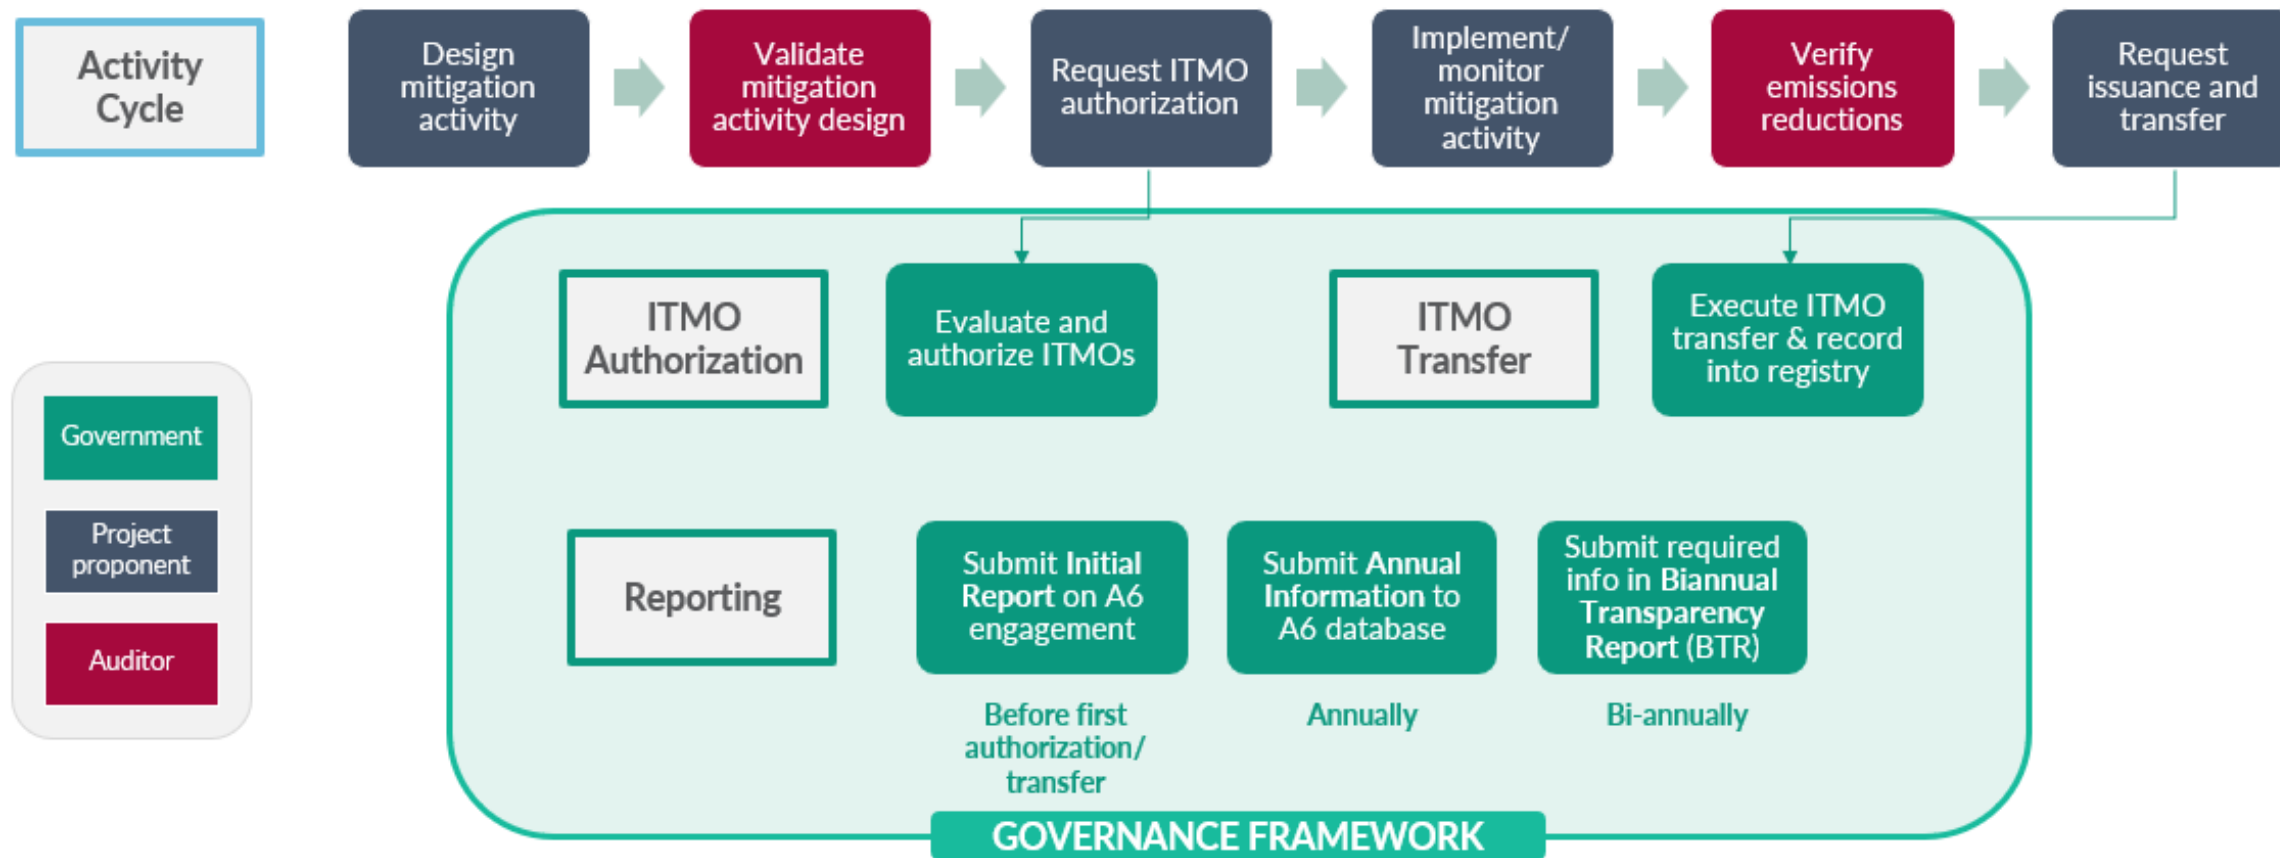 Activity
Cycle
Design
mitigation
activity
Validate
mitigation
activity design
Request ITMO
authorization
Implement/
monitor
mitigation
activity
Verify
emissions
reductions
Request
issuance and
transfer
ITMO
Authorization
Evaluate and
authorize ITMOs
ITMO
Transfer
Execute ITMO
transfer & record
into registry
Government
Project
proponent
Auditor
Reporting
Submit Initial
Report on A6
engagement
Submit Annual
Information to
A6 database
Submit required
info in Biannual
Transparency
Report (BTR)
Before first
authorization/
transfer
Annually
Bi-annually
GOVERNANCE FRAMEWORK